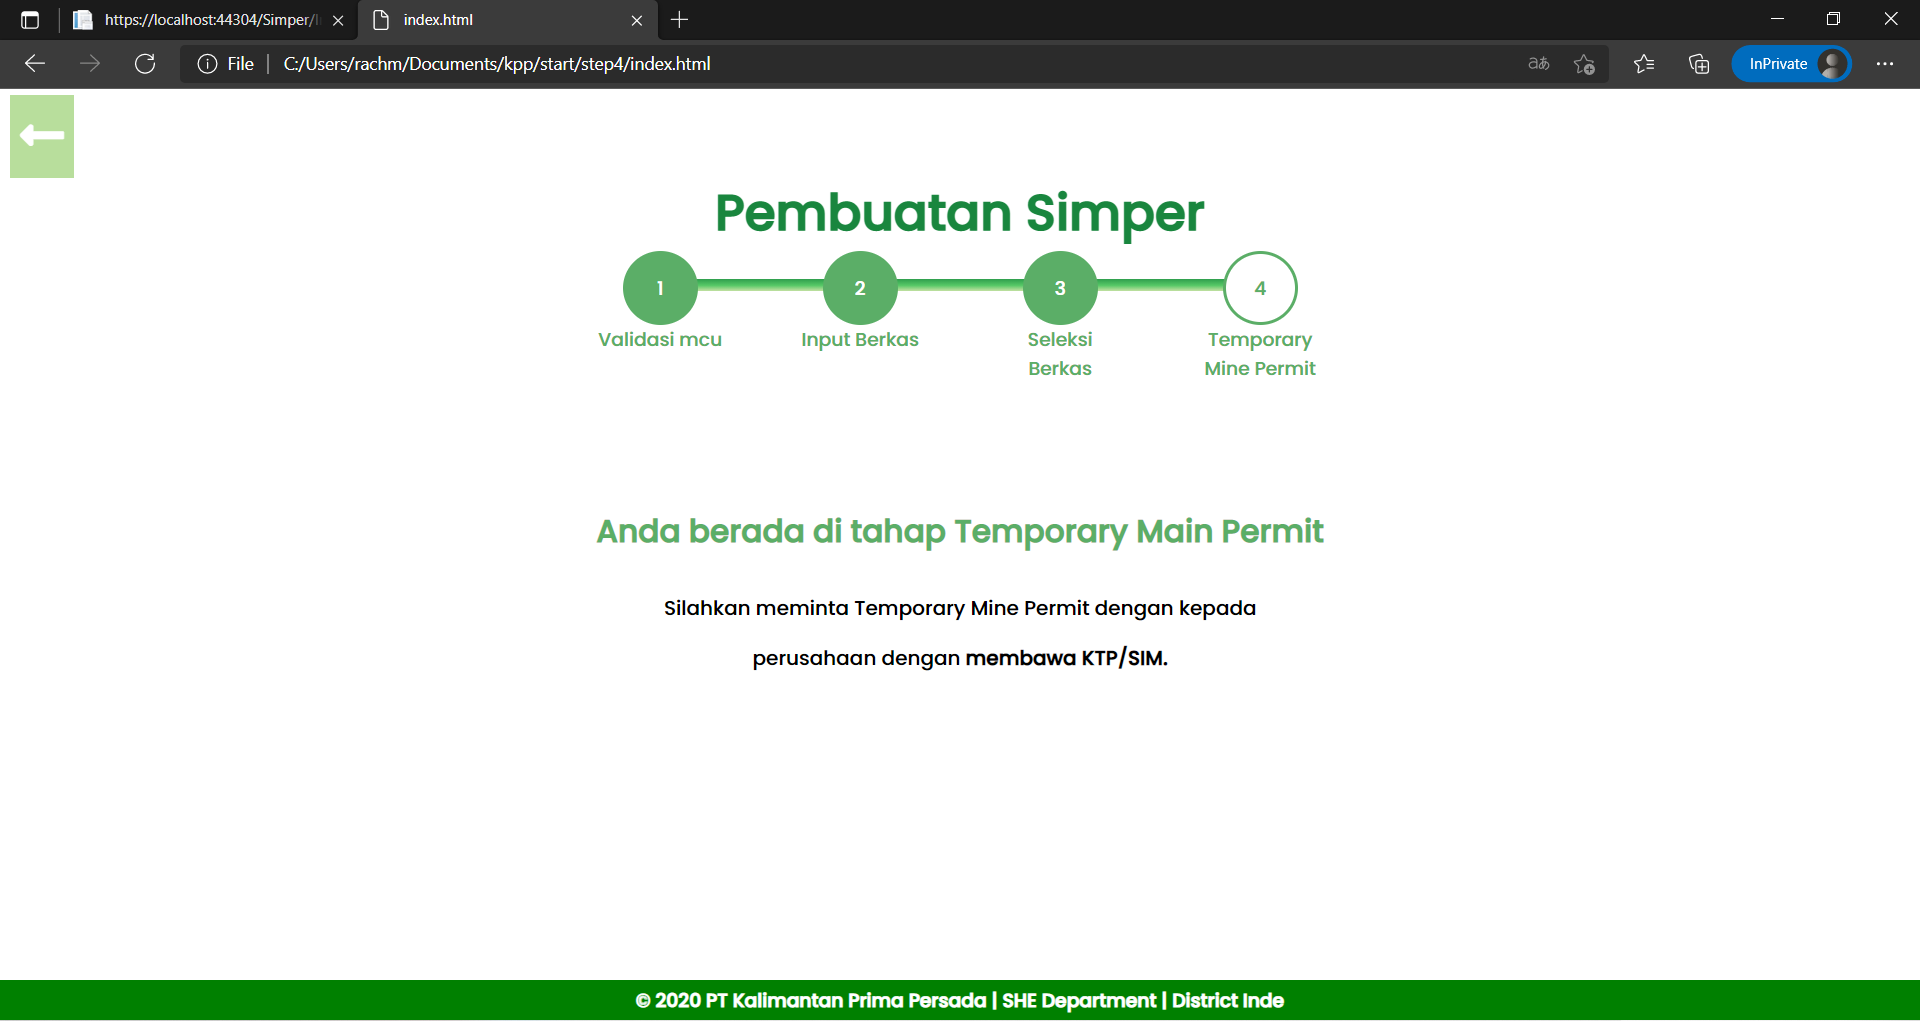 https://localhost:44304/Simper/
index.html
File
C:/Users/rachm/Documents/kpp/start/step4/index.html
aあ
InPrivate
Pembuatan Simper
1
2
3
4
Validasi mcu
Input Berkas
Seleksi
Berkas
Temporary
Mine Permit
Anda berada di tahap Temporary Main Permit
Silahkan meminta Temporary Mine Permit dengan kepada
perusahaan dengan membawa KTP/SIM.
© 2020 PT Kalimantan Prima Persada | SHE Department | District Inde